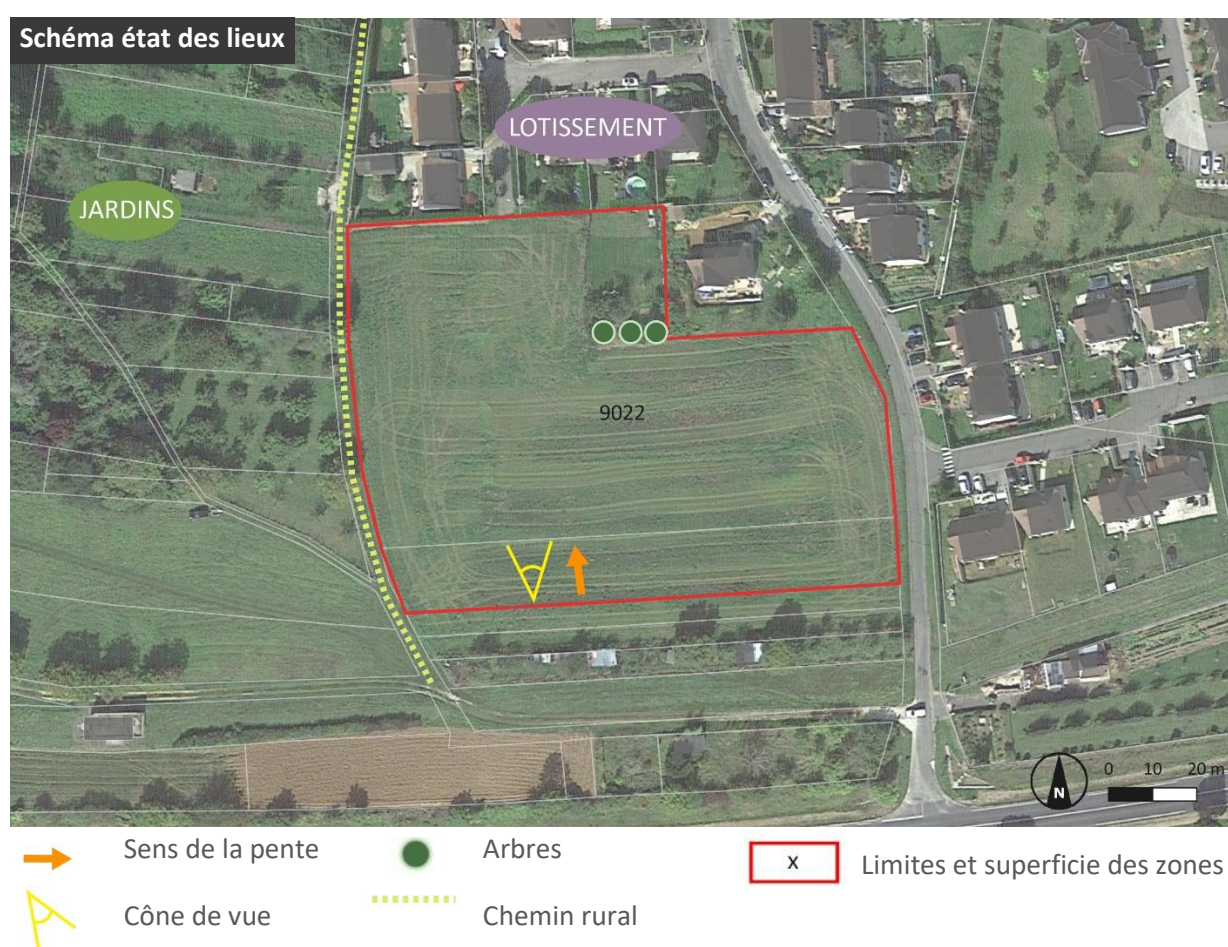 Schéma état des lieux
LOTISSEMENT
JARDINS
9022
N
0 10 20 m
Sens de la pente
Arbres
x
Limites et superficie des zones
Cône de vue
Chemin rural